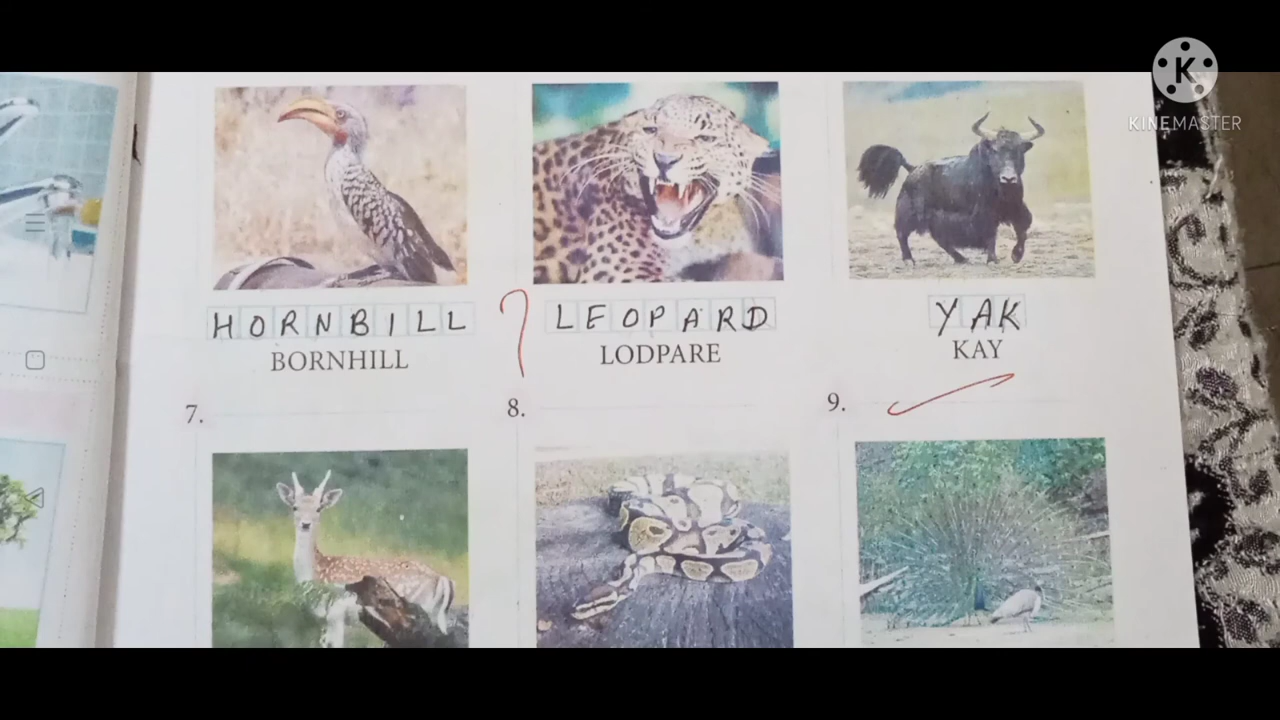 K
KINEMASTER
HORNBILL LEOPARD YAK
BORNHILL LODPARE KAY
7. 8. 9.